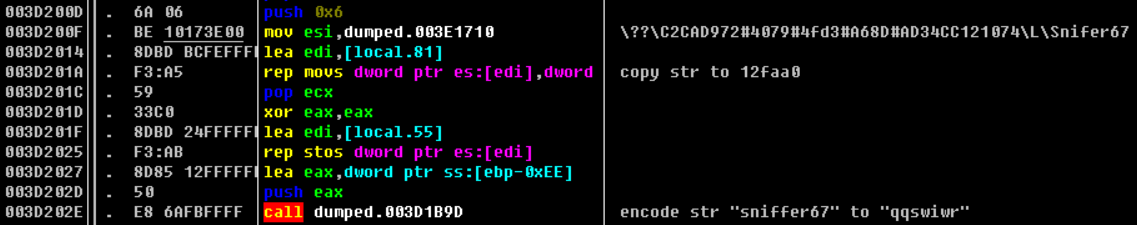 003D200D . 6A 06 push 0x6
003D200F . BE 10173E00 mov esi,dumped.003E1710 \??\C2CAD972#4079#4fd3#A68D#AD34CC121074\L\Snifer67
003D2014 . 8DBD BCFEFFFF lea edi,[local.81]
003D201A . F3:A5 rep movs dword ptr es:[edi],dword copy str to 12faa0
003D201C . 59 pop ecx
003D201D . 33C0 xor eax,eax
003D201F . 8DBD 24FFFFFF lea edi,[local.55]
003D2025 . F3:AB rep stos dword ptr es:[edi]
003D2027 . 8D85 12FFFFFF lea eax,dword ptr ss:[ebp-0xEE]
003D202D . 50 push eax
003D202E . E8 6AFBFFFF call dumped.003D1B9D encode str "sniffer67" to "qqswiwr"